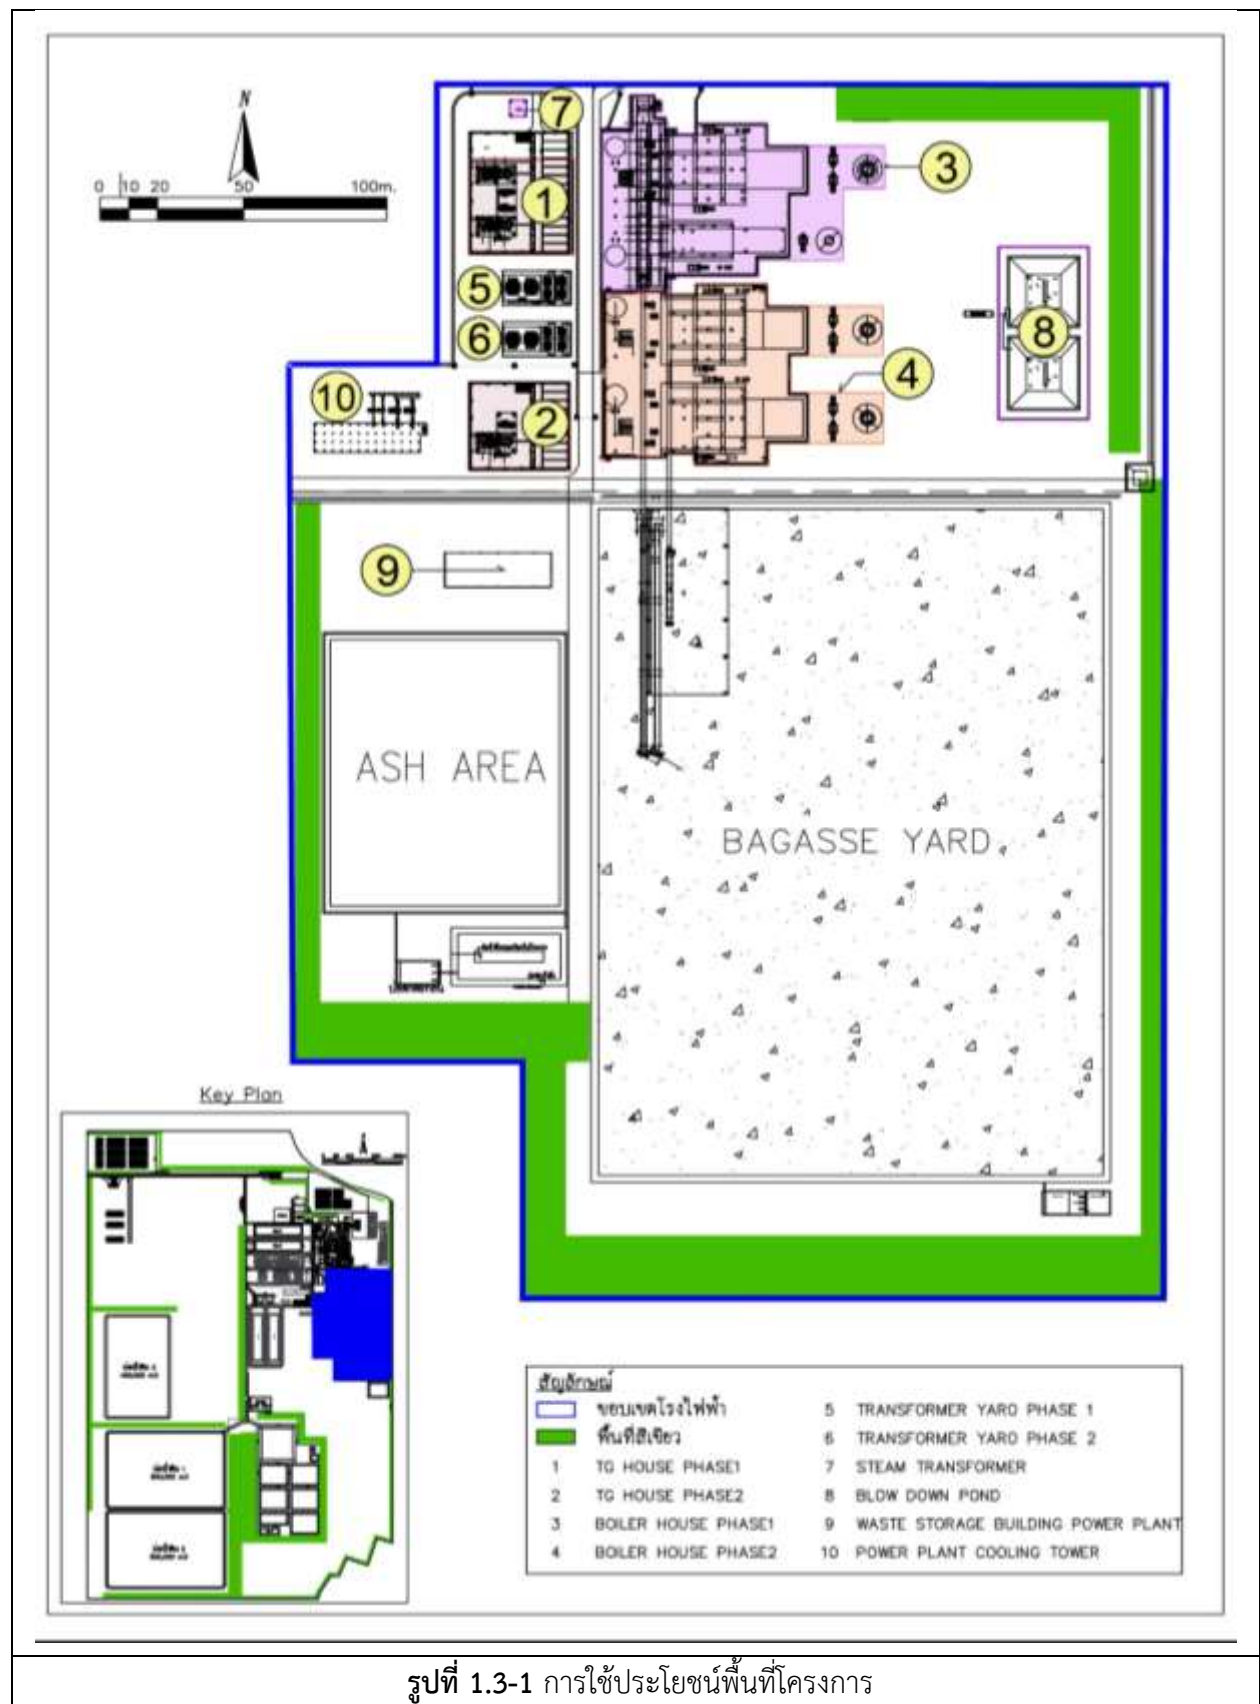 N
0 10 20 50 100m.
7
1
3
5
6
8
4
10
2
9
ASH AREA
BAGASSE YARD
Key Plan
สัญลักษณ์
ขอบเขตโรงไฟฟ้า
พื้นที่สีเขียว
1 TG HOUSE PHASE1
2 TG HOUSE PHASE2
3 BOILER HOUSE PHASE1
4 BOILER HOUSE PHASE2
5 TRANSFORMER YARD PHASE 1
6 TRANSFORMER YARD PHASE 2
7 STEAM TRANSFORMER
8 BLOW DOWN POND
9 WASTE STORAGE BUILDING POWER PLANT
10 POWER PLANT COOLING TOWER
รูปที่ 1.3-1 การใช้ประโยชน์พื้นที่โครงการ